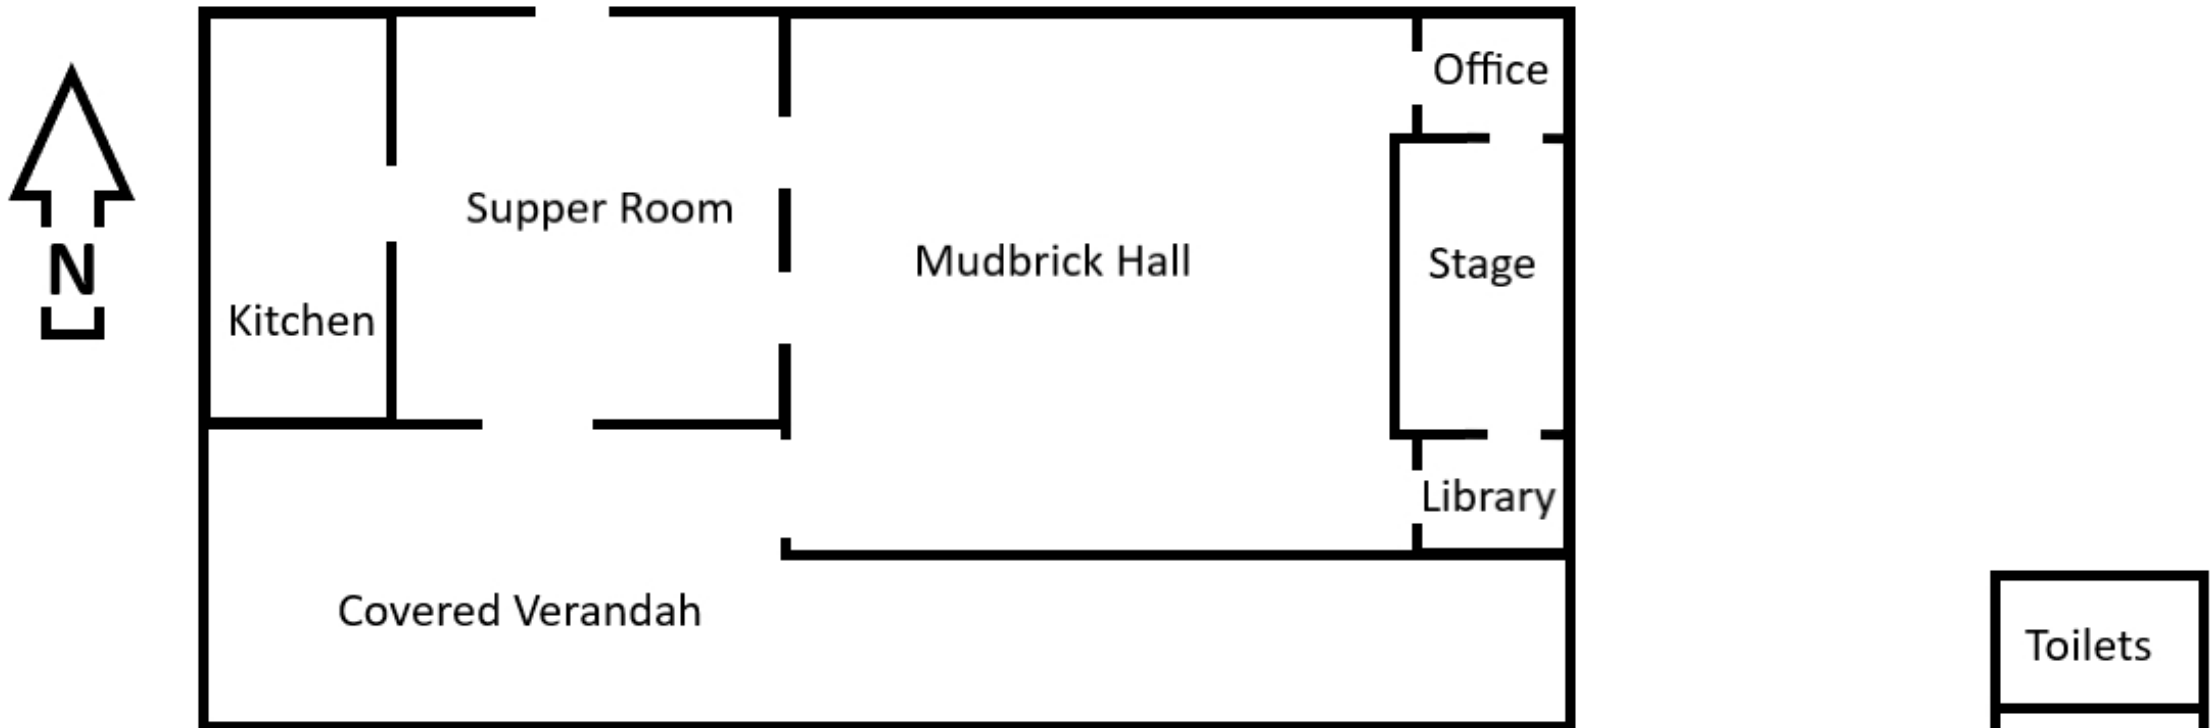 Office
Supper Room
Mudbrick Hall
Stage
N
Kitchen
Library
Covered Verandah
Toilets